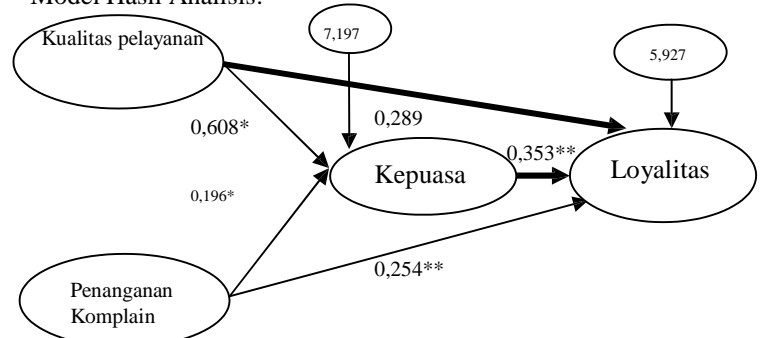 Model Hasil Analisis:
Kualitas pelayanan
7,197
5,927
0,608*
0,289
0,353**
Kepuasa
Loyalitas
0,196*
0,254**
Penanganan
Komplain